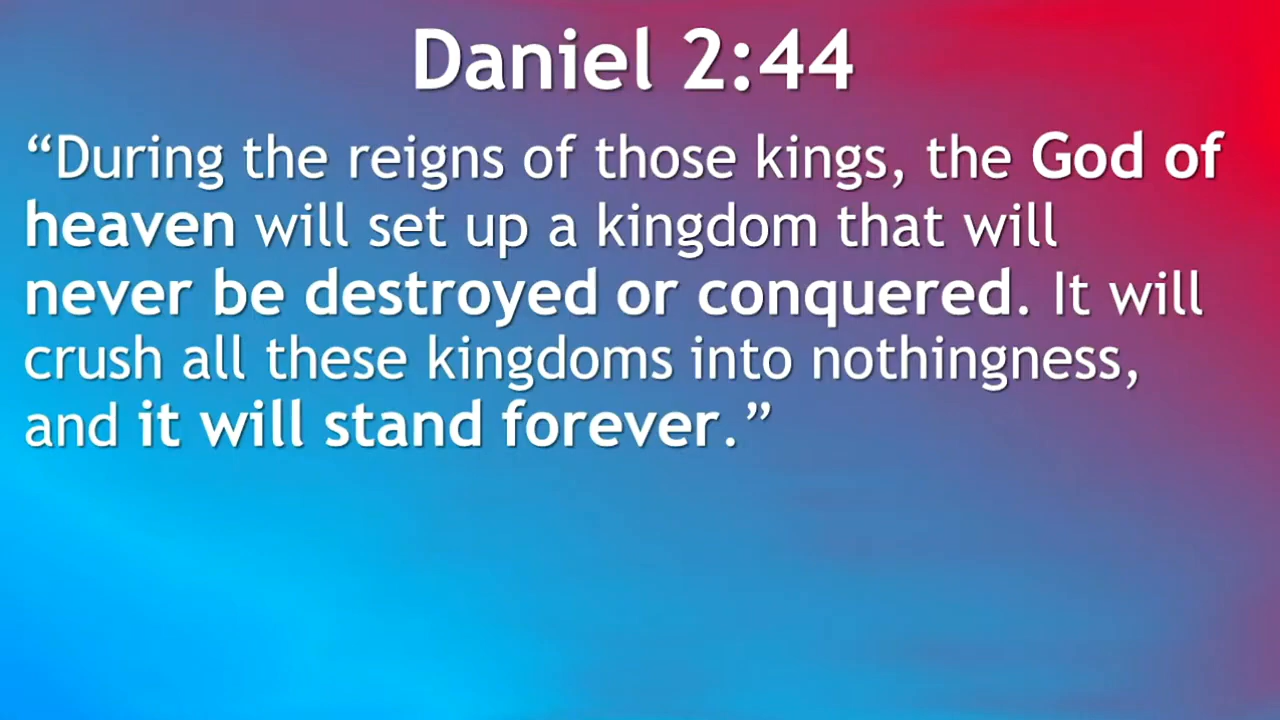 Daniel 2:44
“During the reigns of those kings, the God of
heaven will set up a kingdom that will
never be destroyed or conquered. It will
crush all these kingdoms into nothingness,
and it will stand forever.”